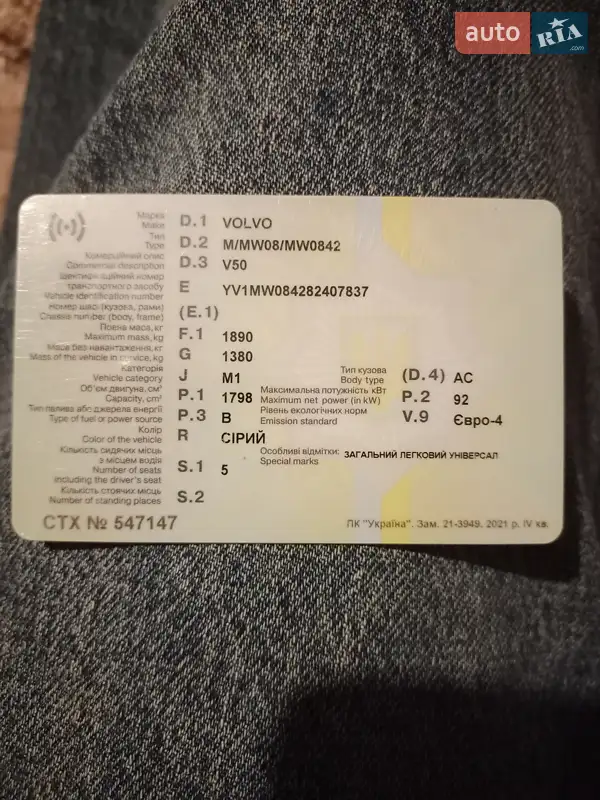 auto RIA .com
Марка
Make D.1 VOLVO
Тип
Type D.2 M/MW08/MW0842
Комерційний опис
Commercial description D.3 V50
Ідентифікаційний номер
транспортного засобу E YV1MW084282407837
Vehicle identification number
Номер шасі (кузова, рами) (E.1)
Chassie number (body, frame)
Повна маса, кг F.1 1890
Maximum mass, kg
Маса без навантаження, кг G 1380
Mass of the vehicle in service, kg
Категорія J M1 Тип кузова (D.4) AC
Vehicle category Body type
Об'єм двигуна, см³ P.1 1798 Максимальна потужність кВт P.2 92
Capacity, cm³ Maximum net power (in kW)
Тип палива або джерела енергії P.3 B Рівень екологічних норм V.9 Євро-4
Type of fuel or power source Emission standard
Колір R СІРИЙ
Color of the vehicle
Кількість сидячих місць Особливі відмітки: ЗАГАЛЬНИЙ ЛЕГКОВИЙ УНІВЕРСАЛ
з місцем водія S.1 5 Special marks
Number of seats
including the driver's seat
Кількість стоячих місць S.2
Number of standing places
СТХ № 547147 ПК "Україна". Зам. 21-3949. 2021 р. IV кв.